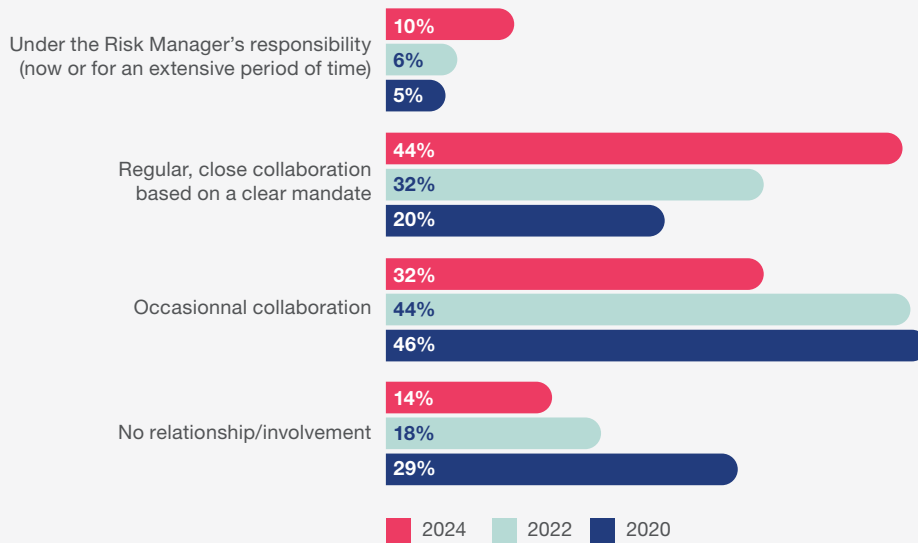 Under the Risk Manager’s responsibility
(now or for an extensive period of time)
10%
6%
5%
Regular, close collaboration
based on a clear mandate
44%
32%
20%
Occasionnal collaboration
32%
44%
46%
No relationship/involvement
14%
18%
29%
2024 2022 2020